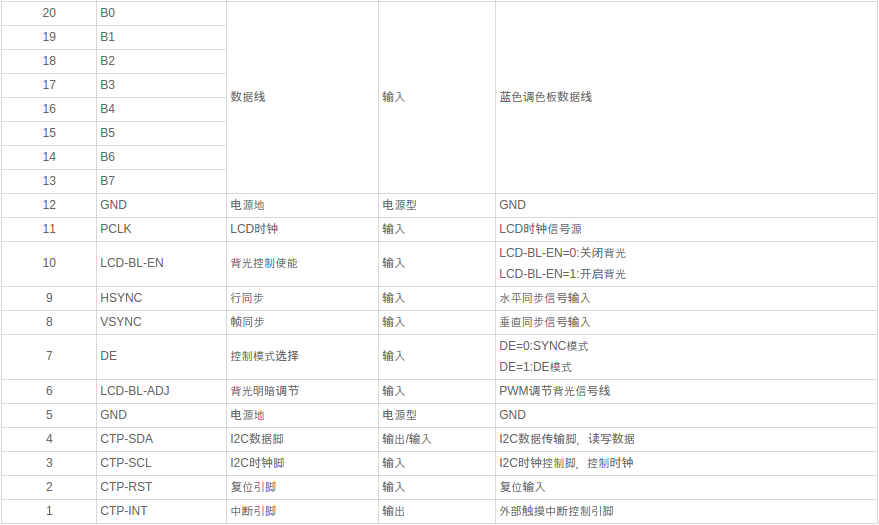 20 B0
19 B1
18 B2
17 B3
16 B4 数据线 输入 蓝色调色板数据线
15 B5
14 B6
13 B7
12 GND 电源地 电源型 GND
11 PCLK LCD时钟 输入 LCD时钟信号源
10 LCD-BL-EN 背光控制使能 输入 LCD-BL-EN=0:关闭背光
LCD-BL-EN=1:开启背光
9 HSYNC 行同步 输入 水平同步信号输入
8 VSYNC 帧同步 输入 垂直同步信号输入
7 DE 控制模式选择 输入 DE=0:SYNC模式
DE=1:DE模式
6 LCD-BL-ADJ 背光明暗调节 输入 PWM调节背光信号线
5 GND 电源地 电源型 GND
4 CTP-SDA I2C数据脚 输出/输入 I2C数据传输脚，读写数据
3 CTP-SCL I2C时钟脚 输入 I2C时钟控制脚，控制时钟
2 CTP-RST 复位引脚 输入 复位输入
1 CTP-INT 中断引脚 输出 外部触摸中断控制引脚